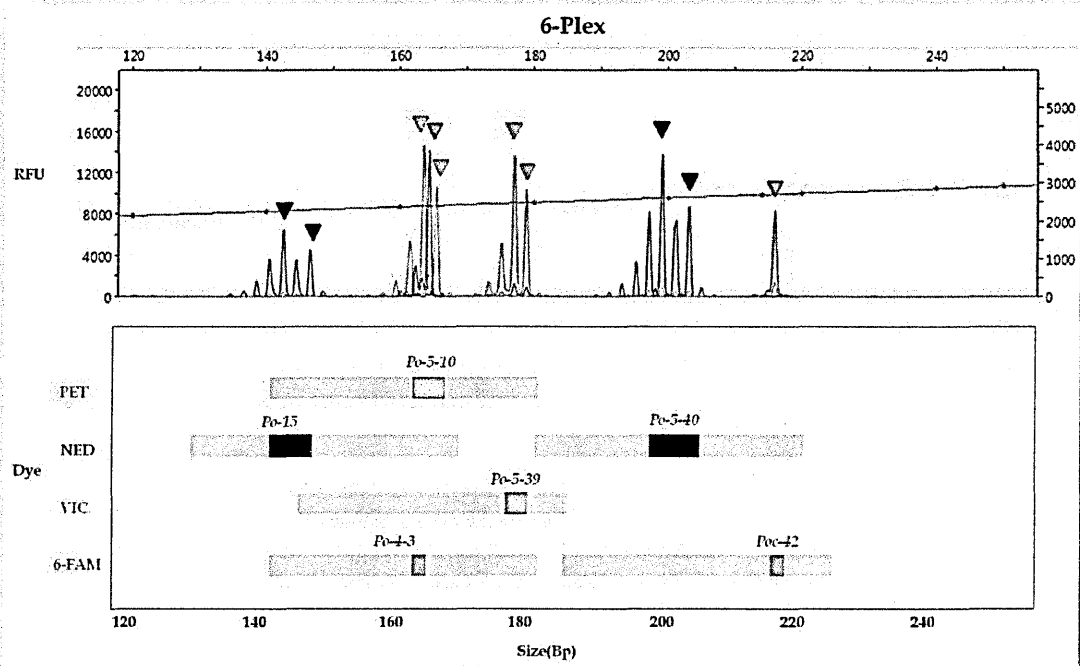 6-Plex
120 140 160 180 200 220 240
20000
16000
12000
8000
4000
0
RFU
5000
4000
3000
2000
1000
0
Po-5-10
PET
Po-15 Po-5-40
NED
Dye
Po-5-39
VIC
Po-4-3 Poc-42
6-FAM
120 140 160 180 200 220 240
Size(Bp)